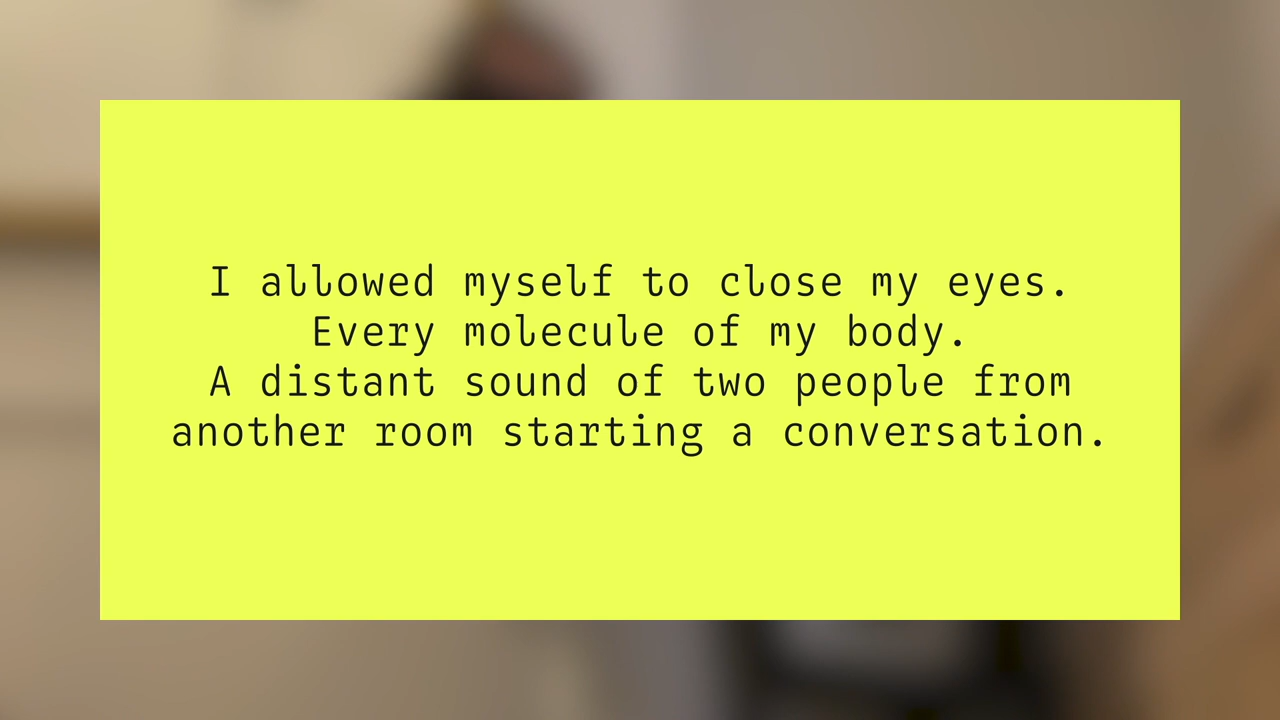 I allowed myself to close my eyes.
Every molecule of my body.
A distant sound of two people from
another room starting a conversation.